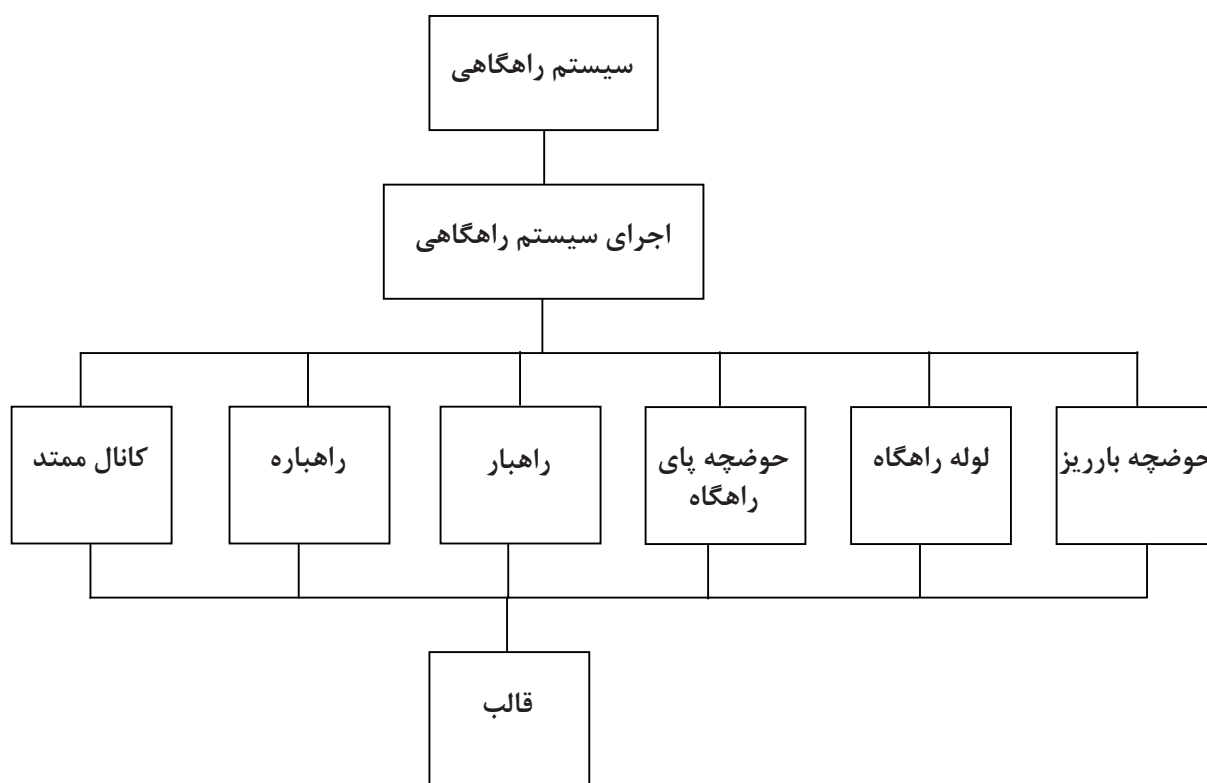 سیستم راهگاهی
اجرای سیستم راهگاهی
حوضچه بارریز
لوله راهگاه
حوضچه پای
راهگاه
راهبار
راهباره
کانال ممتد
قالب